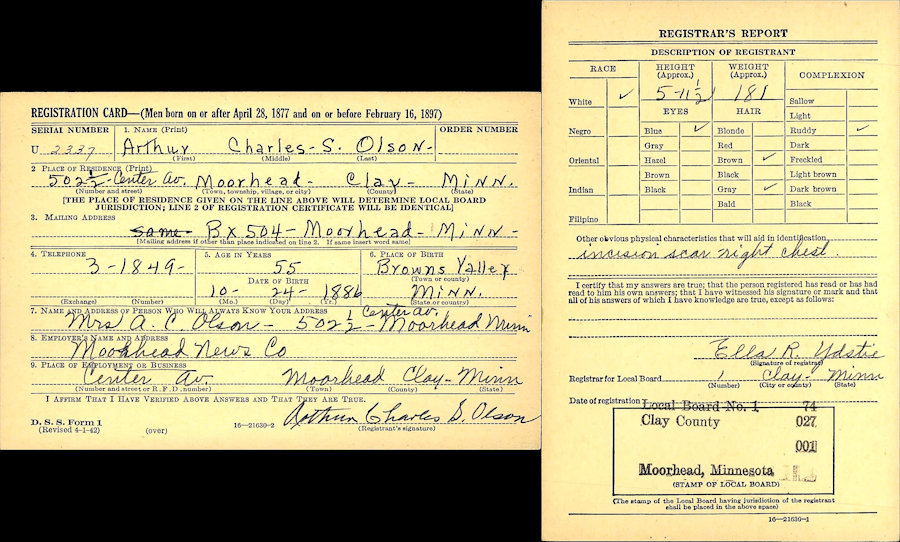 REGISTRATION CARD—(Men born on or after April 28, 1877 and on or before February 16, 1897)
SERIAL NUMBER 1. NAME (Print) ORDER NUMBER
U 2337 Arthur Charles-S. Olson-
(First) (Middle) (Last)
2 PLACE OF RESIDENCE (Print)
502½-Center Av. Moorhead- Clay- Minn.
(Number and street) (Town, township, village, or city) (County) (State)
[THE PLACE OF RESIDENCE GIVEN ON THE LINE ABOVE WILL DETERMINE LOCAL BOARD
JURISDICTION; LINE 2 OF REGISTRATION CERTIFICATE WILL BE IDENTICAL]
3. MAILING ADDRESS
same- Bx 504- Moorhead- Minn-
[Mailing address if other than place indicated on line 2. If same insert word same]
4. TELEPHONE 5. AGE IN YEARS 6. PLACE OF BIRTH
3-1849- 55 Browns Valley
DATE OF BIRTH (Town or county)
10- 24- 1886 Minn.
(Exchange) (Number) (Mo.) (Day) (Yr.) (State or country)
7. NAME AND ADDRESS OF PERSON WHO WILL ALWAYS KNOW YOUR ADDRESS
Mrs A. C. Olson- 502½- Center Av. Moorhead Minn
8. EMPLOYER'S NAME AND ADDRESS
Moorhead News Co
9. PLACE OF EMPLOYMENT OR BUSINESS
Center Av. Moorhead Clay- Minn
(Number and street or R. F. D. number) (Town) (County) (State)
I AFFIRM THAT I HAVE VERIFIED ABOVE ANSWERS AND THAT THEY ARE TRUE.
D. S. S. Form 1
(Revised 4-1-42) (over) 16—21630-2 Arthur Charles S. Olson
(Registrant's signature)
REGISTRAR'S REPORT
DESCRIPTION OF REGISTRANT
RACE HEIGHT (Approx.) WEIGHT (Approx.) COMPLEXION
White ✓ 5-11½ 181 Sallow
EYES HAIR Light
Negro Blue ✓ Blonde Ruddy ✓
Gray Red Dark
Oriental Hazel Brown ✓ Freckled
Brown Black Light brown
Indian Black Gray ✓ Dark brown
Bald Black
Filipino
Other obvious physical characteristics that will aid in identification
incision scar right chest.
I certify that my answers are true; that the person registered has read or has had
read to him his own answers; that I have witnessed his signature or mark and that
all of his answers of which I have knowledge are true, except as follows:
Ella R. Ydstie
(Signature of registrar)
Registrar for Local Board 1 Clay- Minn
(Number) (City or county) (State)
Date of registration
Local Board No. 1 74
Clay County 027
001
Moorhead, Minnesota
(STAMP OF LOCAL BOARD)
(The stamp of the Local Board having jurisdiction of the registrant
shall be placed in the above space)
16—21630-1